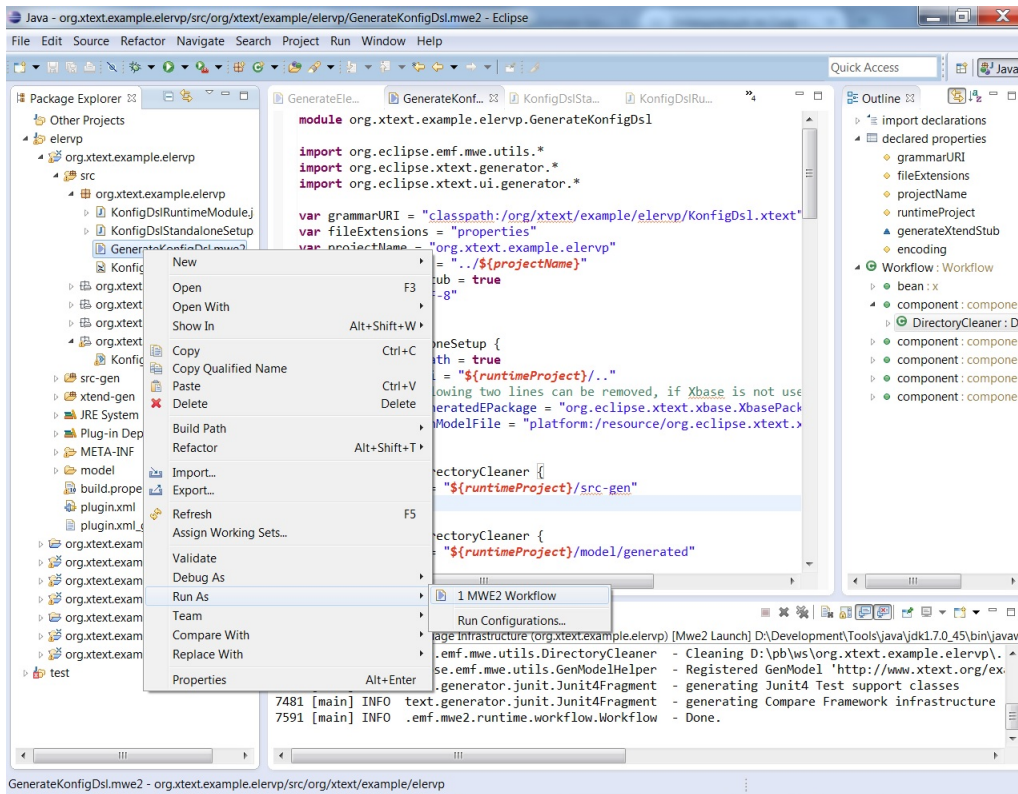 Java - org.xtext.example.elervp/src/org/xtext/example/elervp/GenerateKonfigDsl.mwe2 - Eclipse
File Edit Source Refactor Navigate Search Project Run Window Help
Quick Access
Java
Package Explorer
Other Projects
elervp
org.xtext.example.elervp
src
org.xtext.example.elervp
KonfigDslRuntimeModule.j
KonfigDslStandaloneSetup
GenerateKonfigDsl.mwe2
Konfig
org.xtext
org.xtext
org.xtext
org.xtext
Konfig
src-gen
xtend-gen
JRE System
Plug-in Dep
META-INF
model
build.prope
plugin.xml
plugin.xml_g
org.xtext.exam
org.xtext.exam
org.xtext.exam
org.xtext.exam
org.xtext.exam
org.xtext.exam
org.xtext.exam
test
New
Open F3
Open With
Show In Alt+Shift+W
Copy Ctrl+C
Copy Qualified Name
Paste Ctrl+V
Delete Delete
Build Path
Refactor Alt+Shift+T
Import...
Export...
Refresh F5
Assign Working Sets...
Validate
Debug As
Run As
Team
Compare With
Replace With
Properties Alt+Enter
1 MWE2 Workflow
Run Configurations...
GenerateEle... GenerateKonf... KonfigDslSta... KonfigDslRu... »4
module org.xtext.example.elervp.GenerateKonfigDsl
import org.eclipse.emf.mwe.utils.*
import org.eclipse.xtext.generator.*
import org.eclipse.xtext.ui.generator.*
var grammarURI = "classpath:/org/xtext/example/elervp/KonfigDsl.xtext"
var fileExtensions = "properties"
var projectName = "org.xtext.example.elervp"
= "../${projectName}"
tub = true
-8"
oneSetup {
ath = true
i = "${runtimeProject}/.."
lowing two lines can be removed, if Xbase is not use
neratedEPackage = "org.eclipse.xtext.xbase.XbasePack
nModelFile = "platform:/resource/org.eclipse.xtext.x
rectoryCleaner {
= "${runtimeProject}/src-gen"
rectoryCleaner {
= "${runtimeProject}/model/generated"
Outline
import declarations
declared properties
grammarURI
fileExtensions
projectName
runtimeProject
generateXtendStub
encoding
Workflow : Workflow
bean : x
component : compone
DirectoryCleaner : D
component : compone
component : compone
component : compone
component : compone
age Infrastructure (org.xtext.example.elervp) [Mwe2 Launch] D:\Development\Tools\java\jdk1.7.0_45\bin\javaw
.emf.mwe.utils.DirectoryCleaner - Cleaning D:\pb\ws\org.xtext.example.elervp\.
se.emf.mwe.utils.GenModelHelper - Registered GenModel 'http://www.xtext.org/ex
.generator.junit.Junit4Fragment - generating Junit4 Test support classes
7481 [main] INFO text.generator.junit.Junit4Fragment - generating Compare Framework infrastructure
7591 [main] INFO .emf.mwe2.runtime.workflow.Workflow - Done.
GenerateKonfigDsl.mwe2 - org.xtext.example.elervp/src/org/xtext/example/elervp